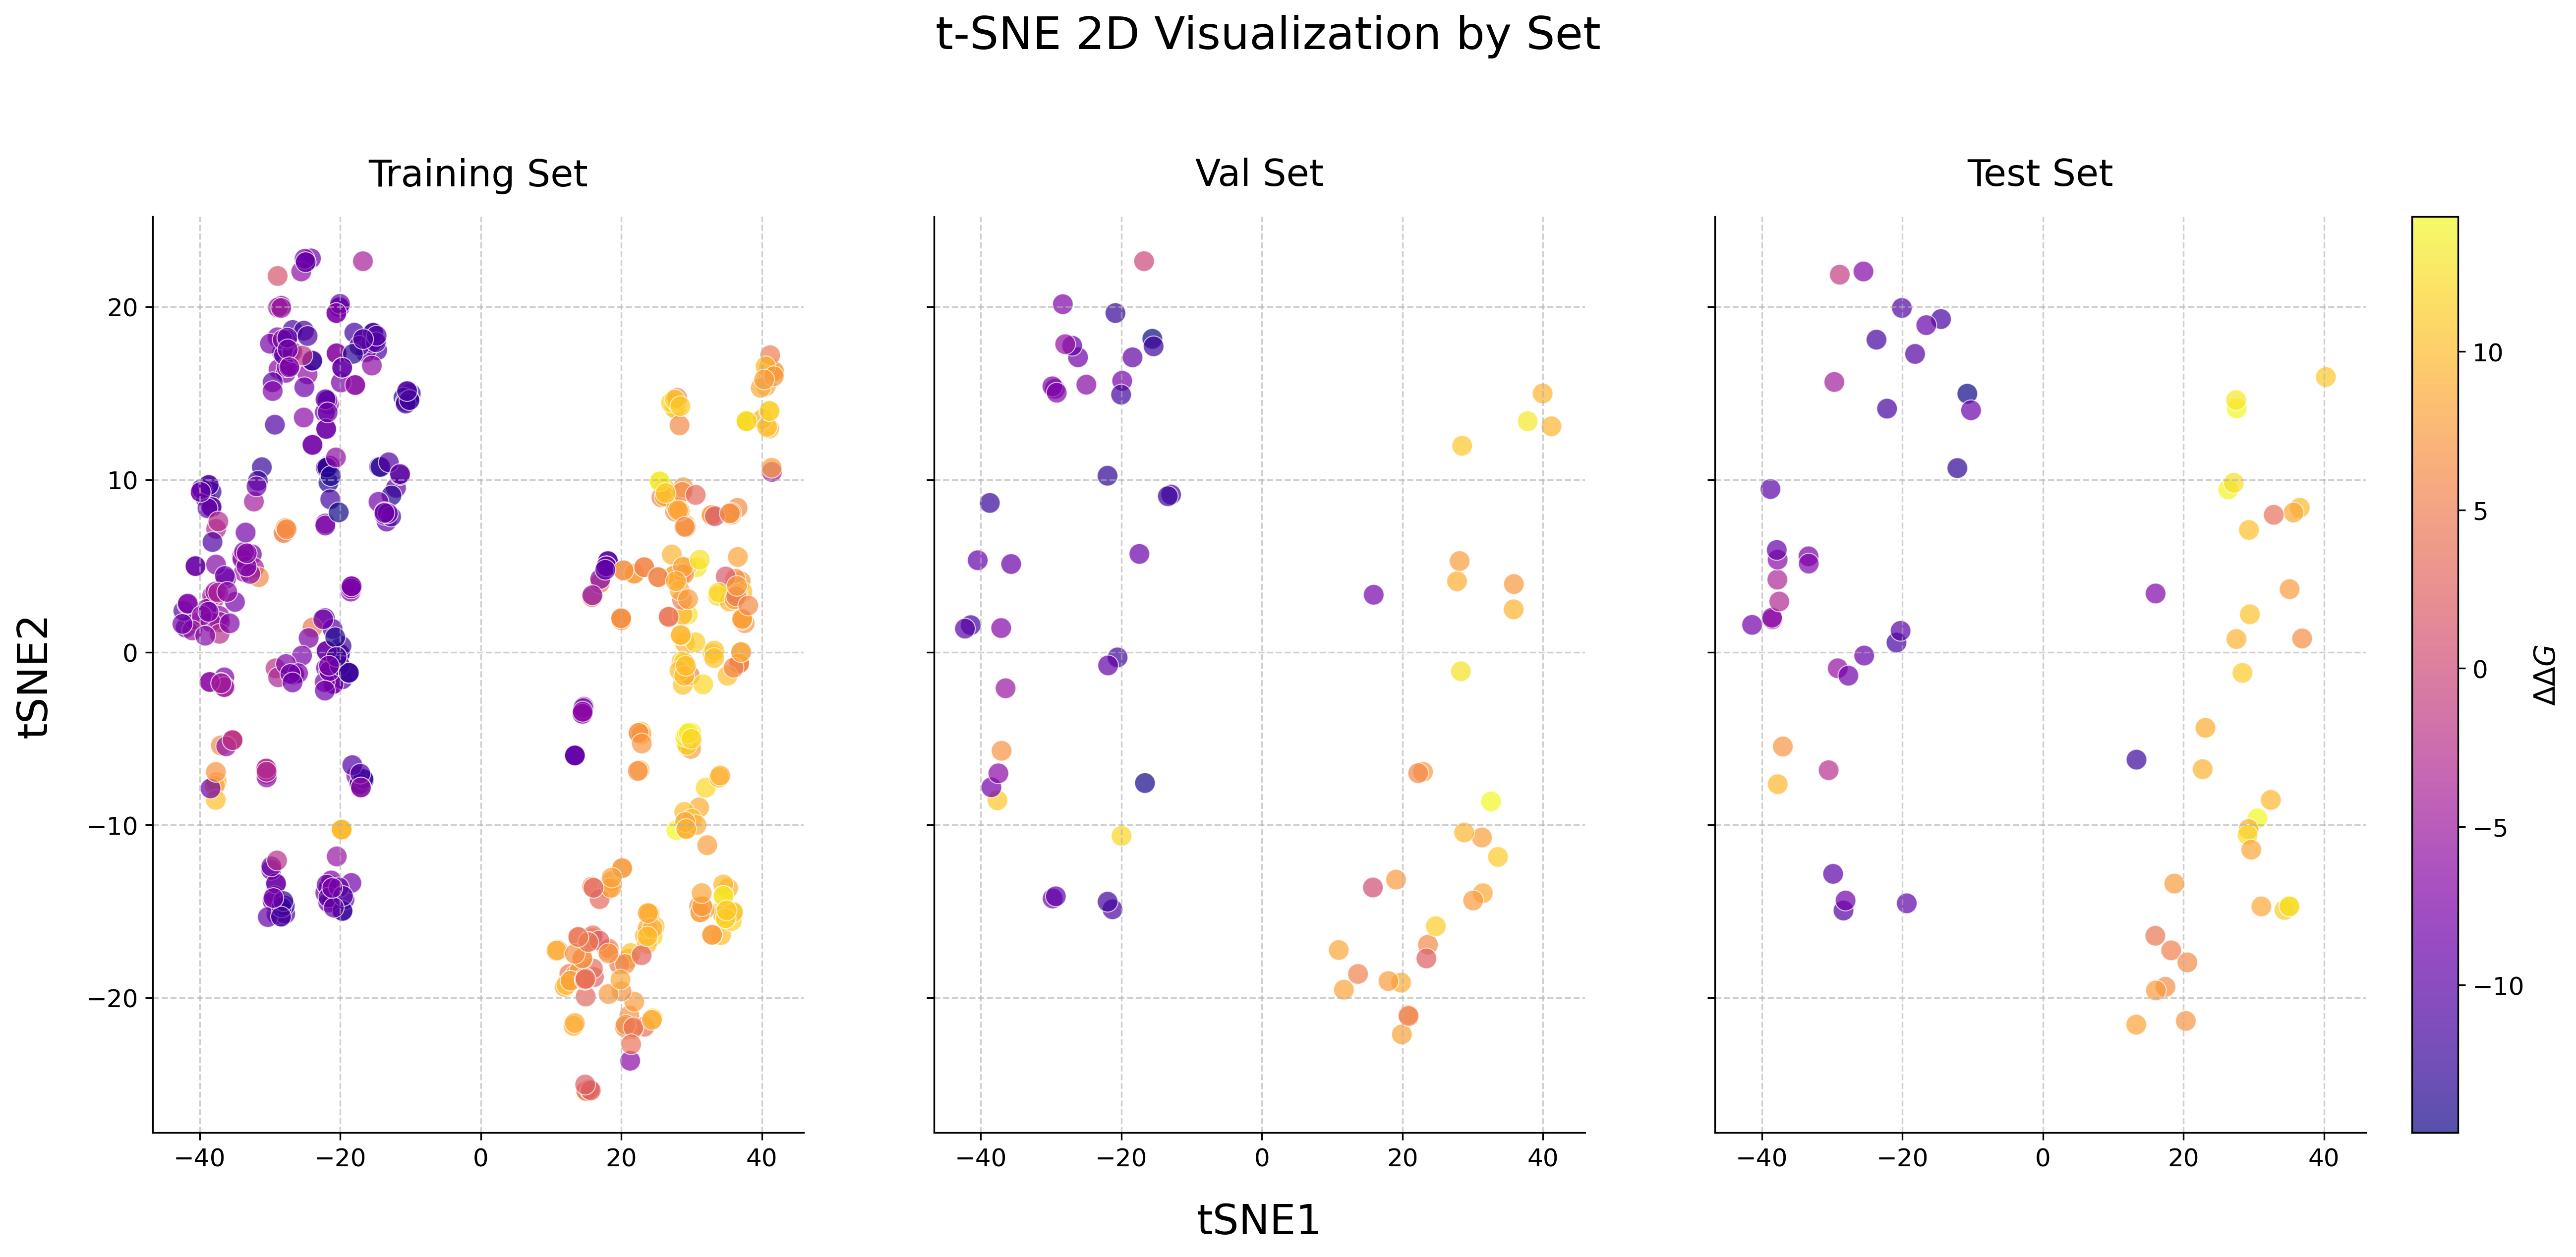 t-SNE 2D Visualization by Set
Training Set
Val Set
Test Set
20
10
0
−10
−20
tSNE2
−40 −20 0 20 40
−40 −20 0 20 40
−40 −20 0 20 40
tSNE1
10
5
0
−5
−10
ΔΔG